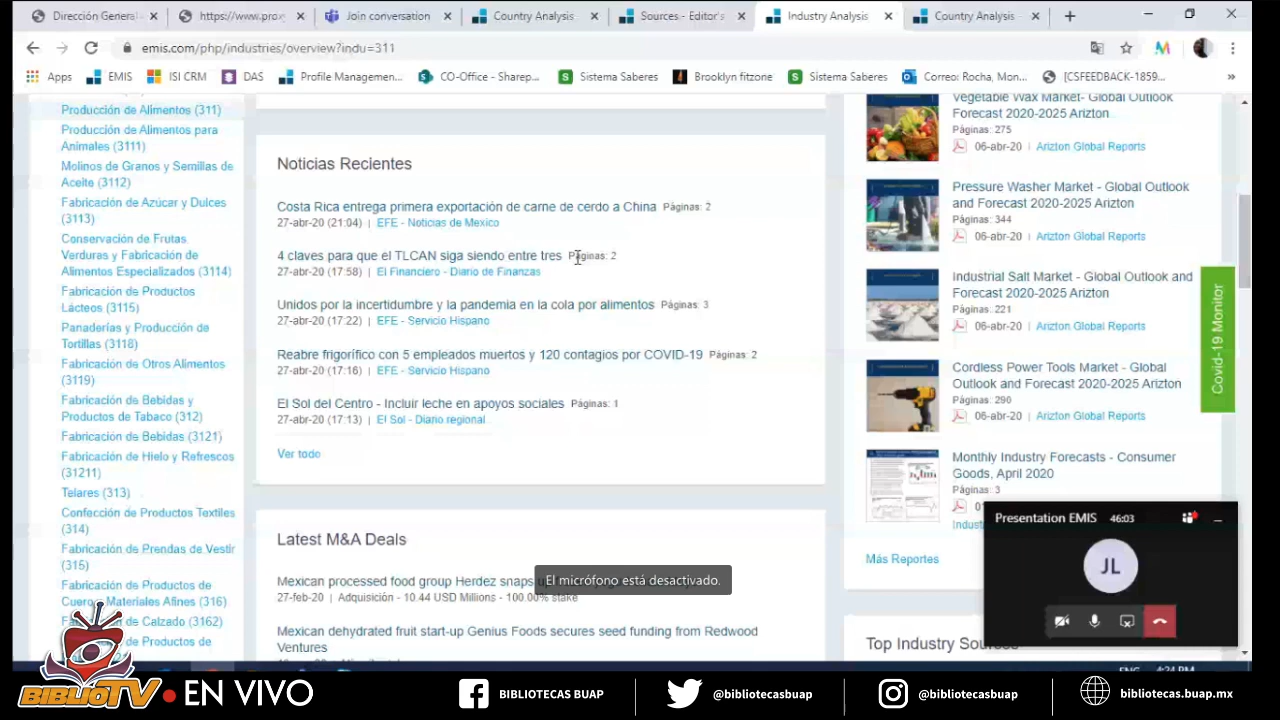 Dirección General
https://www.prox
Join conversation
Country Analysis
Sources - Editor's
Industry Analysis
Country Analysis
emis.com/php/industries/overview?indu=311
Apps
EMIS
ISI CRM
DAS
Profile Managemen...
CO-Office - Sharep...
Sistema Saberes
Brooklyn fitzone
Sistema Saberes
Correo: Rocha, Mon...
[CSFEEDBACK-1859...
»
Producción de Alimentos (311)
Producción de Alimentos para
Animales (3111)
Molinos de Granos y Semillas de
Aceite (3112)
Fabricación de Azúcar y Dulces
(3113)
Conservación de Frutas
Verduras y Fabricación de
Alimentos Especializados (3114)
Fabricación de Productos
Lácteos (3115)
Panaderías y Producción de
Tortillas (3118)
Fabricación de Otros Alimentos
(3119)
Fabricación de Bebidas y
Productos de Tabaco (312)
Fabricación de Bebidas (3121)
Fabricación de Hielo y Refrescos
(31211)
Telares (313)
Confección de Productos Textiles
(314)
Fabricación de Prendas de Vestir
(315)
Fabricación de Productos de
Cuero Materiales Afines (316)
de Calzado (3162)
de Productos de
Noticias Recientes
Costa Rica entrega primera exportación de carne de cerdo a China Páginas: 2
27-abr-20 (21:04) | EFE - Noticias de Mexico
4 claves para que el TLCAN siga siendo entre tres Páginas: 2
27-abr-20 (17:58) | El Financiero - Diario de Finanzas
Unidos por la incertidumbre y la pandemia en la cola por alimentos Páginas: 3
27-abr-20 (17:22) | EFE - Servicio Hispano
Reabre frigorífico con 5 empleados muertos y 120 contagios por COVID-19 Páginas: 2
27-abr-20 (17:16) | EFE - Servicio Hispano
El Sol del Centro - Incluir leche en apoyos sociales Páginas: 1
27-abr-20 (17:13) | El Sol - Diario regional
Ver todo
Latest M&A Deals
Mexican processed food group Herdez snaps
27-feb-20 | Adquisición - 10.44 USD Millions - 100.00% stake
Mexican dehydrated fruit start-up Genius Foods secures seed funding from Redwood
Ventures
El micrófono está desactivado.
Vegetable Wax Market- Global Outlook
Forecast 2020-2025 Arizton
Páginas: 275
06-abr-20 | Arizton Global Reports
Pressure Washer Market - Global Outlook
and Forecast 2020-2025 Arizton
Páginas: 344
06-abr-20 | Arizton Global Reports
Industrial Salt Market - Global Outlook and
Forecast 2020-2025 Arizton
Páginas: 221
06-abr-20 | Arizton Global Reports
Cordless Power Tools Market - Global
Outlook and Forecast 2020-2025 Arizton
Páginas: 290
06-abr-20 | Arizton Global Reports
Monthly Industry Forecasts - Consumer
Goods, April 2020
Páginas: 3
Más Reportes
Top Industry
Covid-19 Monitor
Presentation EMIS 46:03
JL
4:24 PM
BIBLIOTV
EN VIVO
BIBLIOTECAS BUAP
@bibliotecasbuap
@bibliotecasbuap
bibliotecas.buap.mx